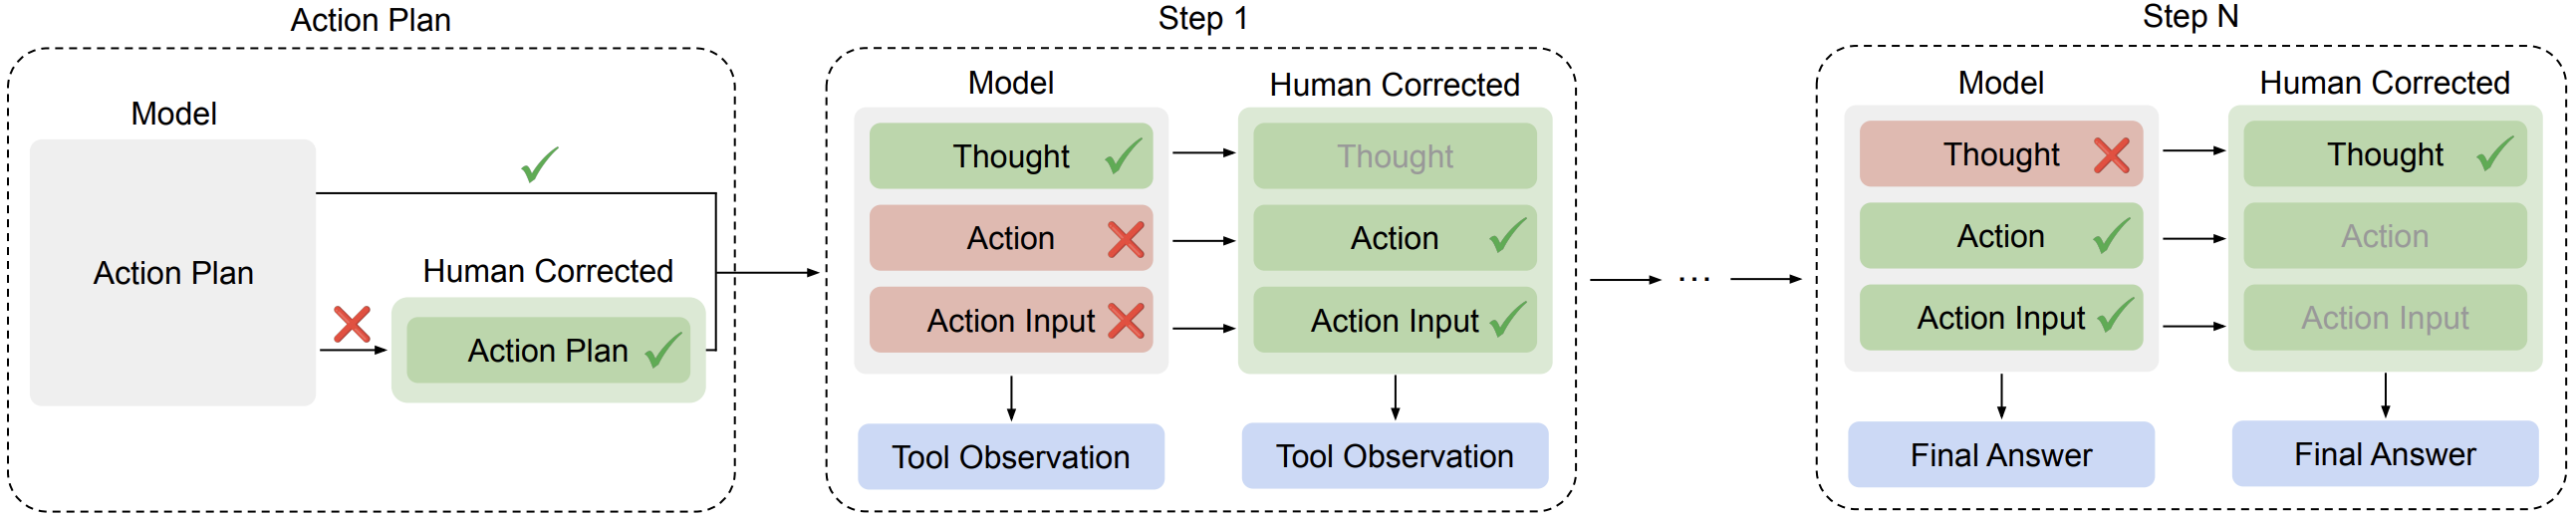 Action Plan
Model
Action Plan
Human Corrected
Action Plan
Step 1
Model
Human Corrected
Thought
Thought
Action
Action
Action Input
Action Input
Tool Observation
Tool Observation
...
Step N
Model
Human Corrected
Thought
Thought
Action
Action
Action Input
Action Input
Final Answer
Final Answer